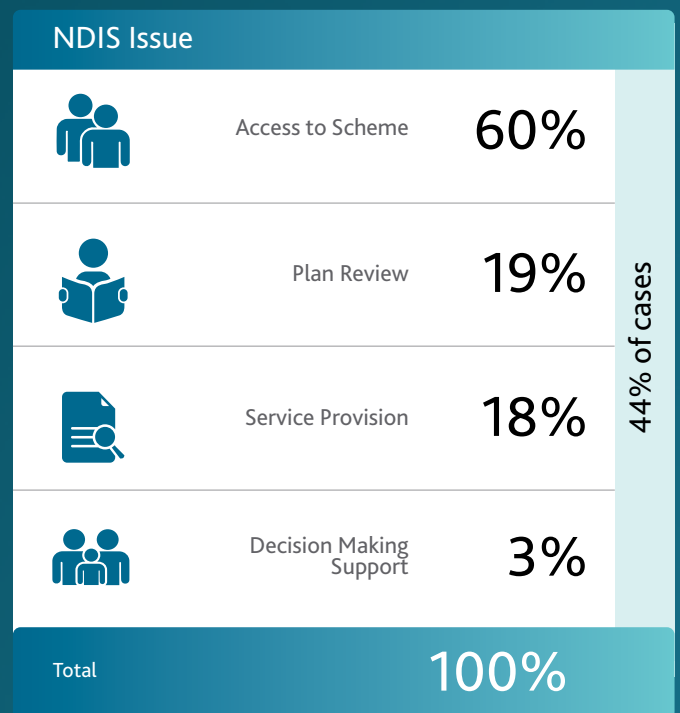 NDIS Issue
Access to Scheme
60%
Plan Review
19%
Service Provision
18%
Decision Making
Support
3%
44% of cases
Total
100%